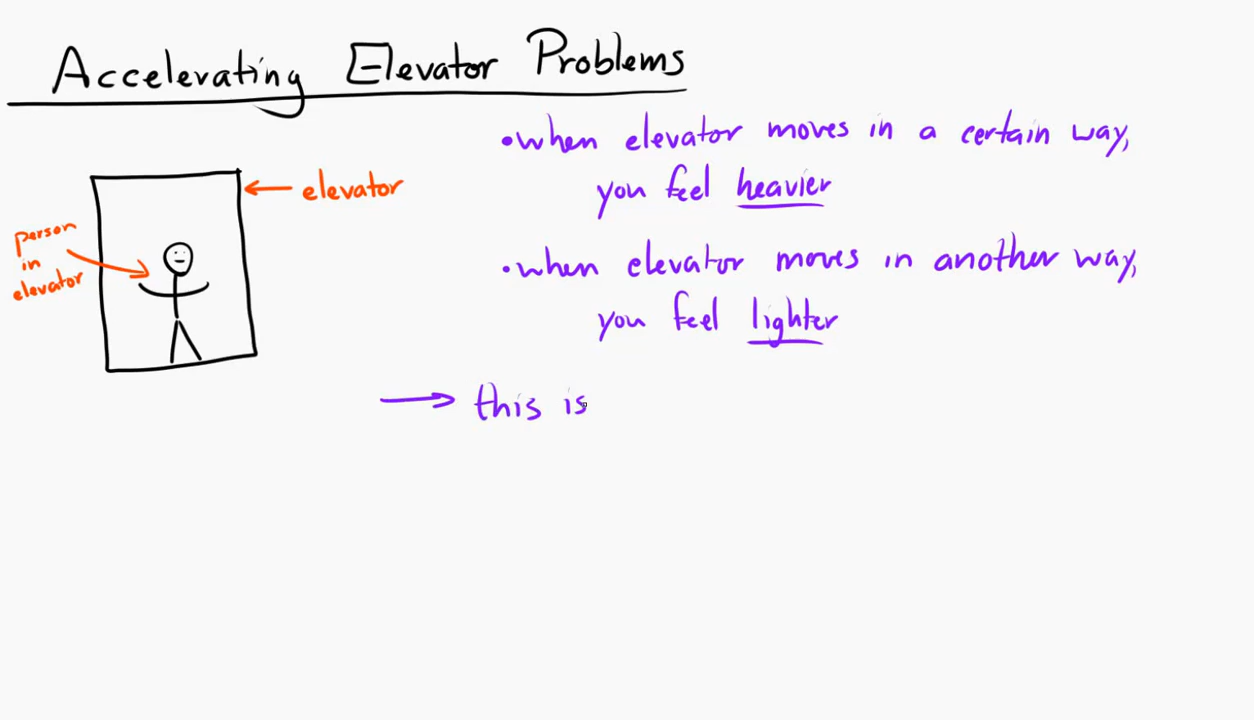 Accelerating Elevator Problems
•when elevator moves in a certain way,
you feel heavier
elevator
person
in
elevator
•when elevator moves in another way,
you feel lighter
→ this is